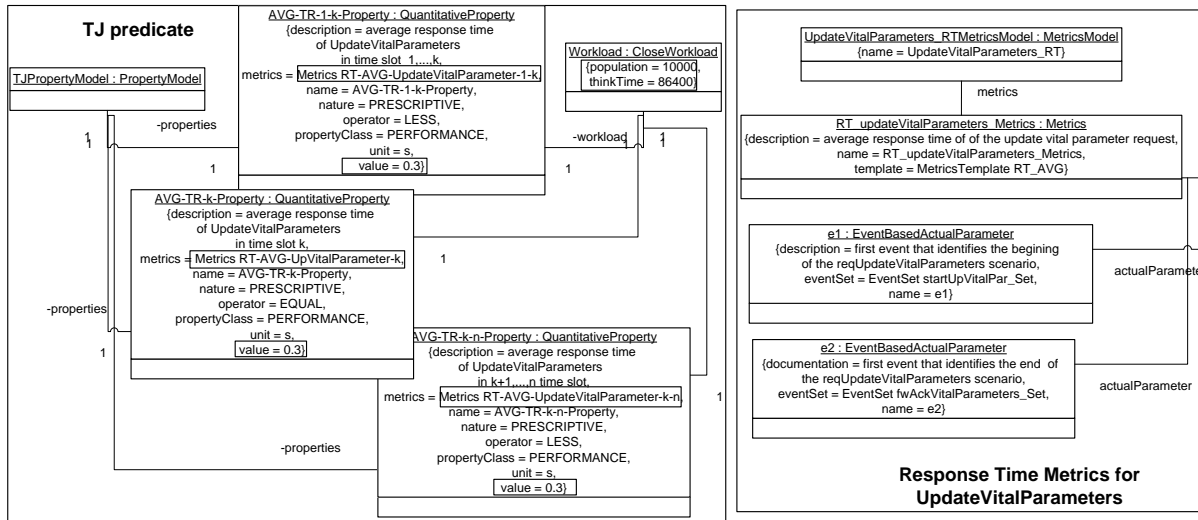 TJ predicate
TJPropertyModel : PropertyModel
AVG-TR-1-k-Property : QuantitativeProperty
{description = average response time
of UpdateVitalParameters
in time slot 1,...,k,
metrics = Metrics RT-AVG-UpdateVitalParameter-1-k,
name = AVG-TR-1-k-Property,
nature = PRESCRIPTIVE,
operator = LESS,
propertyClass = PERFORMANCE,
unit = s,
value = 0.3}
Workload : CloseWorkload
{population = 10000,
thinkTime = 86400}
-properties
-workload
1
1
1
1
1
1
1
AVG-TR-k-Property : QuantitativeProperty
{description = average response time
of UpdateVitalParameters
in time slot k,
metrics = Metrics RT-AVG-UpVitalParameter-k,
name = AVG-TR-k-Property,
nature = PRESCRIPTIVE,
operator = EQUAL,
propertyClass = PERFORMANCE,
unit = s,
value = 0.3}
-properties
1
1
AVG-TR-k-n-Property : QuantitativeProperty
{description = average response time
of UpdateVitalParameters
in k+1,...,n time slot,
metrics = Metrics RT-AVG-UpdateVitalParameter-k-n,
name = AVG-TR-k-n-Property,
nature = PRESCRIPTIVE,
operator = LESS,
propertyClass = PERFORMANCE,
unit = s,
value = 0.3}
-properties
1
1
UpdateVitalParameters_RTMetricsModel : MetricsModel
{name = UpdateVitalParameters_RT}
metrics
RT_updateVitalParameters_Metrics : Metrics
{description = average response time of of the update vital parameter request,
name = RT_updateVitalParameters_Metrics,
template = MetricsTemplate RT_AVG}
e1 : EventBasedActualParameter
{description = first event that identifies the begining
of the reqUpdateVitalParameters scenario,
eventSet = EventSet startUpVitalPar_Set,
name = e1}
actualParamete
e2 : EventBasedActualParameter
{documentation = first event that identifies the end of
the reqUpdateVitalParameters scenario,
eventSet = EventSet fwAckVitalParameters_Set,
name = e2}
actualParameter
Response Time Metrics for
UpdateVitalParameters